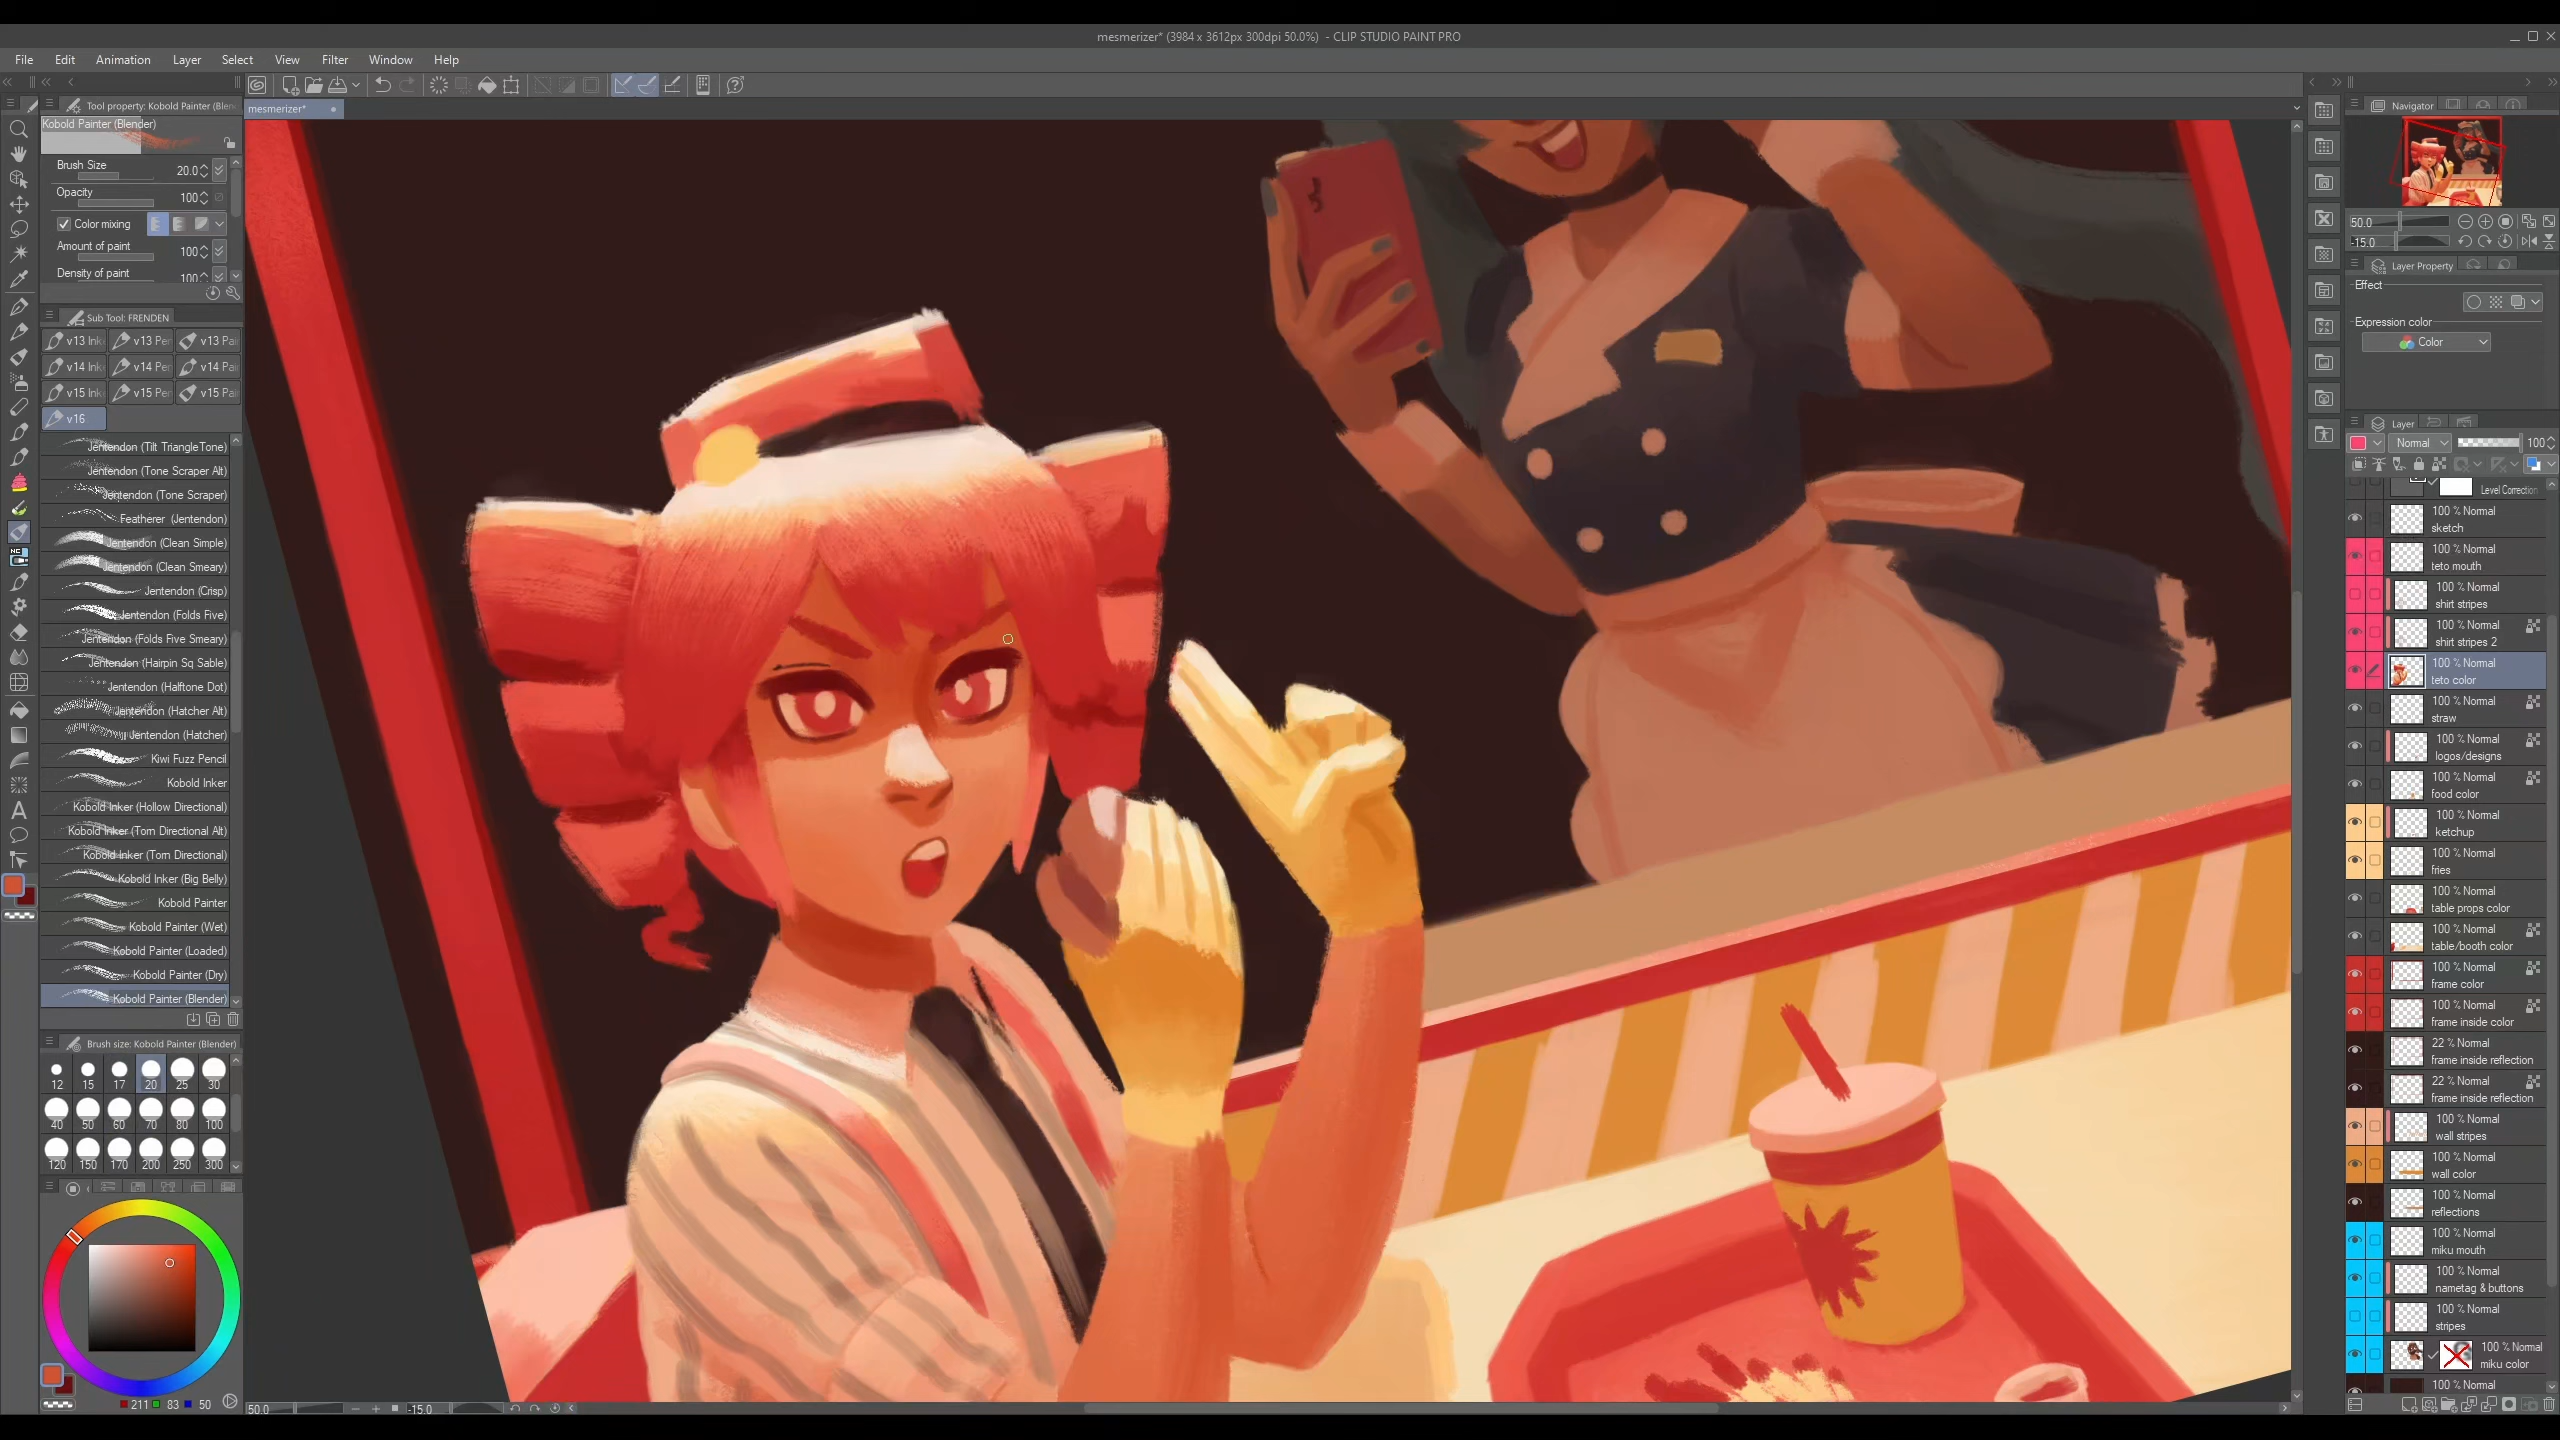 mesmerizer* (3984 x 3612px 300dpi 50.0%) - CLIP STUDIO PAINT PRO
File Edit Animation Layer Select View Filter Window Help
Tool property: Kobold Painter (Blen
mesmerizer*
Kobold Painter (Blender)
Brush Size 20.0
Opacity 100
Color mixing
Amount of paint 100
Density of paint 100
Sub Tool: FRENDEN
v13 Ink v13 Per v13 Pai
v14 Ink v14 Per v14 Pai
v15 Ink v15 Per v15 Pai
v16
Jentendon (Tilt TriangleTone)
Jentendon (Tone Scraper Alt)
Jentendon (Tone Scraper)
Featherer (Jentendon)
Jentendon (Clean Simple)
Jentendon (Clean Smeary)
Jentendon (Crisp)
Jentendon (Folds Five)
Jentendon (Folds Five Smeary)
Jentendon (Hairpin Sq Sable)
Jentendon (Halftone Dot)
Jentendon (Hatcher Alt)
Jentendon (Hatcher)
Kiwi Fuzz Pencil
Kobold Inker
Kobold Inker (Hollow Directional)
Kobold Inker (Torn Directional Alt)
Kobold Inker (Torn Directional)
Kobold Inker (Big Belly)
Kobold Painter
Kobold Painter (Wet)
Kobold Painter (Loaded)
Kobold Painter (Dry)
Kobold Painter (Blender)
Brush size: Kobold Painter (Blender)
12 15 17 20 25 30
40 50 60 70 80 100
120 150 170 200 250 300
211 83 50
50.0 -15.0
Navigator
50.0
-15.0
Layer Property
Effect
Expression color
Color
Layer
Normal 100
Level Correction
100 % Normal
sketch
100 % Normal
teto mouth
100 % Normal
shirt stripes
100 % Normal
shirt stripes 2
100 % Normal
teto color
100 % Normal
straw
100 % Normal
logos/designs
100 % Normal
food color
100 % Normal
ketchup
100 % Normal
fries
100 % Normal
table props color
100 % Normal
table/booth color
100 % Normal
frame color
100 % Normal
frame inside color
22 % Normal
frame inside reflection
22 % Normal
frame inside reflection
100 % Normal
wall stripes
100 % Normal
wall color
100 % Normal
reflections
100 % Normal
miku mouth
100 % Normal
nametag & buttons
100 % Normal
stripes
100 % Normal
miku color
100 % Normal